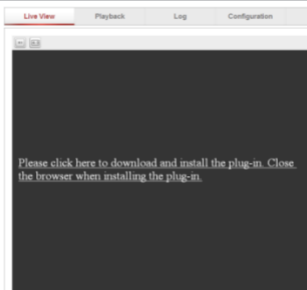 Live View
Playback
Log
Configuration
Please click here to download and install the plug-in. Close
the browser when installing the plug-in.